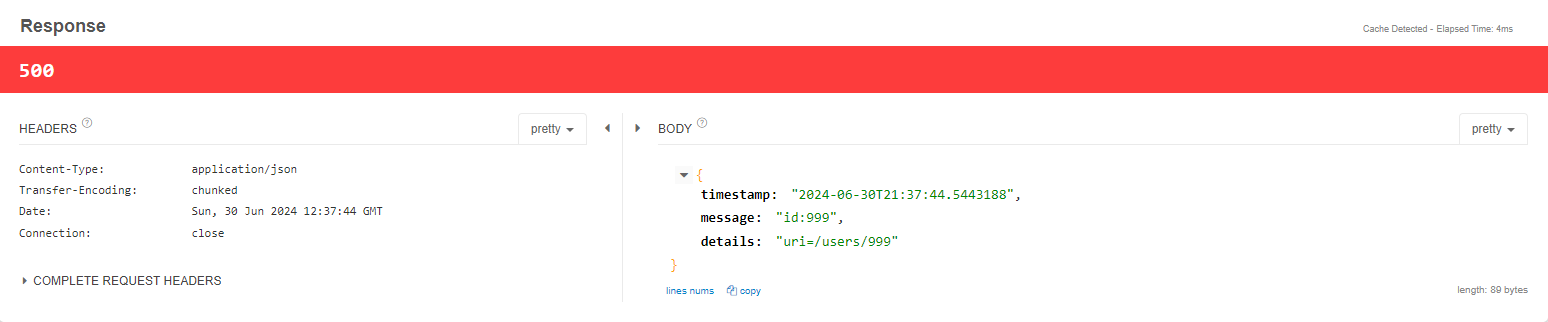 Response
Cache Detected - Elapsed Time: 4ms
500
HEADERS ?
pretty
Content-Type: application/json
Transfer-Encoding: chunked
Date: Sun, 30 Jun 2024 12:37:44 GMT
Connection: close
COMPLETE REQUEST HEADERS
BODY ?
pretty
{
timestamp: "2024-06-30T21:37:44.5443188",
message: "id:999",
details: "uri=/users/999"
}
lines nums copy
length: 89 bytes